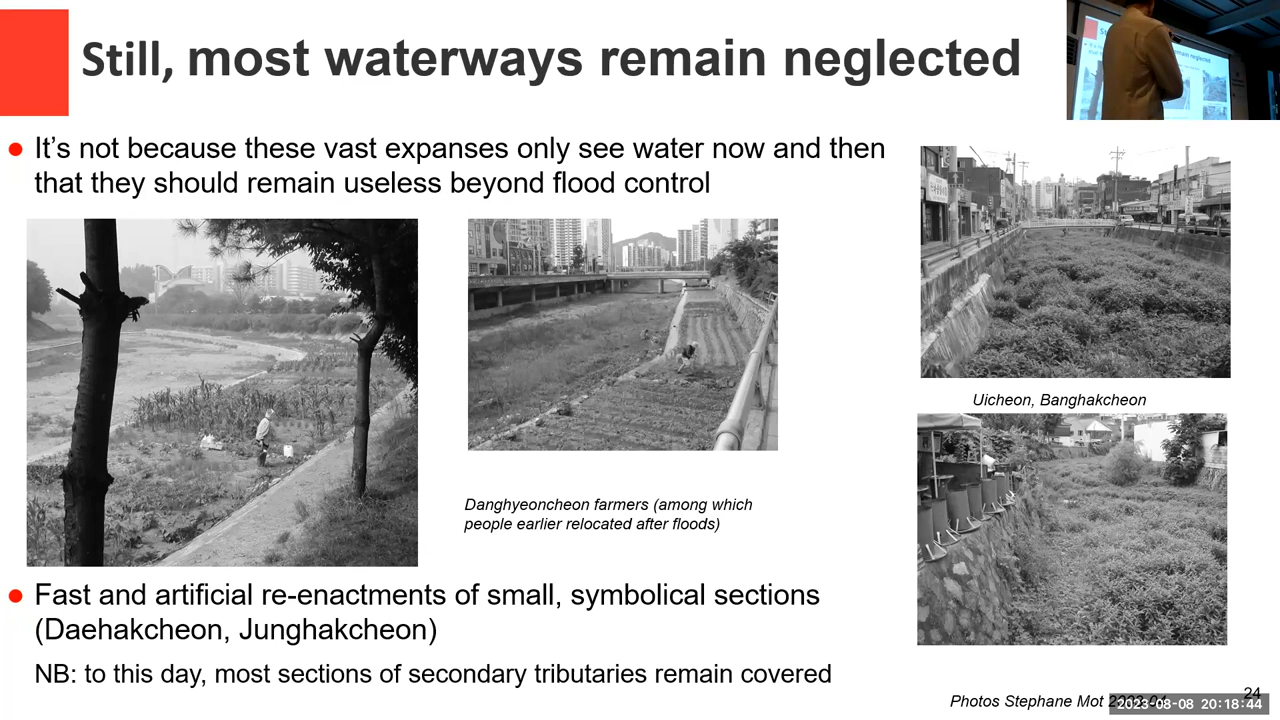 Still, most waterways remain neglected
● It’s not because these vast expanses only see water now and then
that they should remain useless beyond flood control
Uicheon, Banghakcheon
Danghyeoncheon farmers (among which
people earlier relocated after floods)
● Fast and artificial re-enactments of small, symbolical sections
(Daehakcheon, Junghakcheon)
NB: to this day, most sections of secondary tributaries remain covered
Photos Stephane Mot
24
2023-08-08 20:18:44